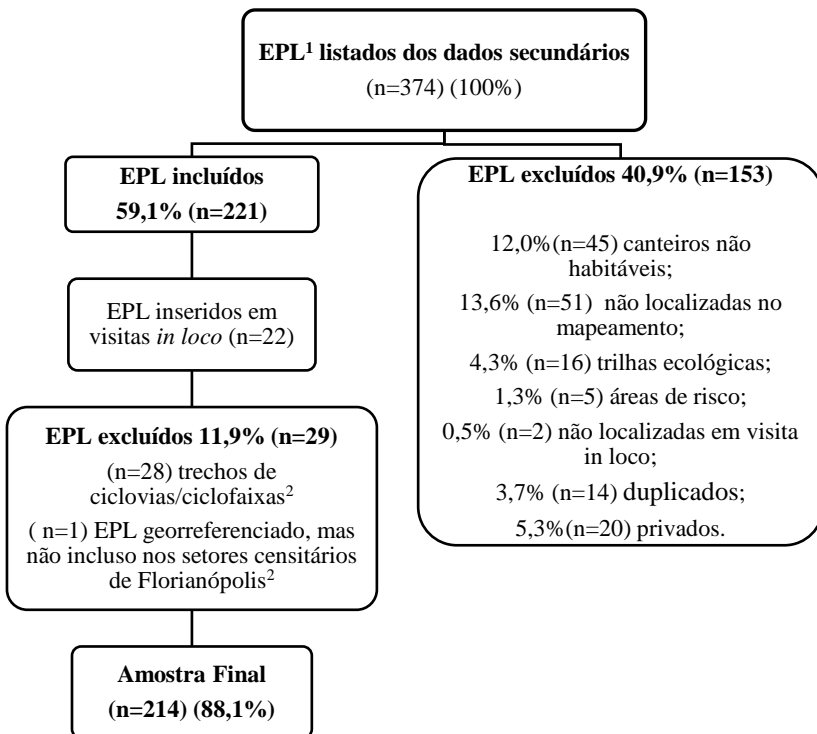 EPL¹ listados dos dados secundários
(n=374) (100%)
EPL incluídos
59,1% (n=221)
EPL inseridos em
visitas in loco (n=22)
EPL excluídos 11,9% (n=29)
(n=28) trechos de
ciclovias/ciclofaixas²
( n=1) EPL georreferenciado, mas
não incluso nos setores censitários
de Florianópolis²
Amostra Final
(n=214) (88,1%)
EPL excluídos 40,9% (n=153)
12,0%(n=45) canteiros não
habitáveis;
13,6% (n=51) não localizadas no
mapeamento;
4,3% (n=16) trilhas ecológicas;
1,3% (n=5) áreas de risco;
0,5% (n=2) não localizadas em visita
in loco;
3,7% (n=14) duplicados;
5,3%(n=20) privados.